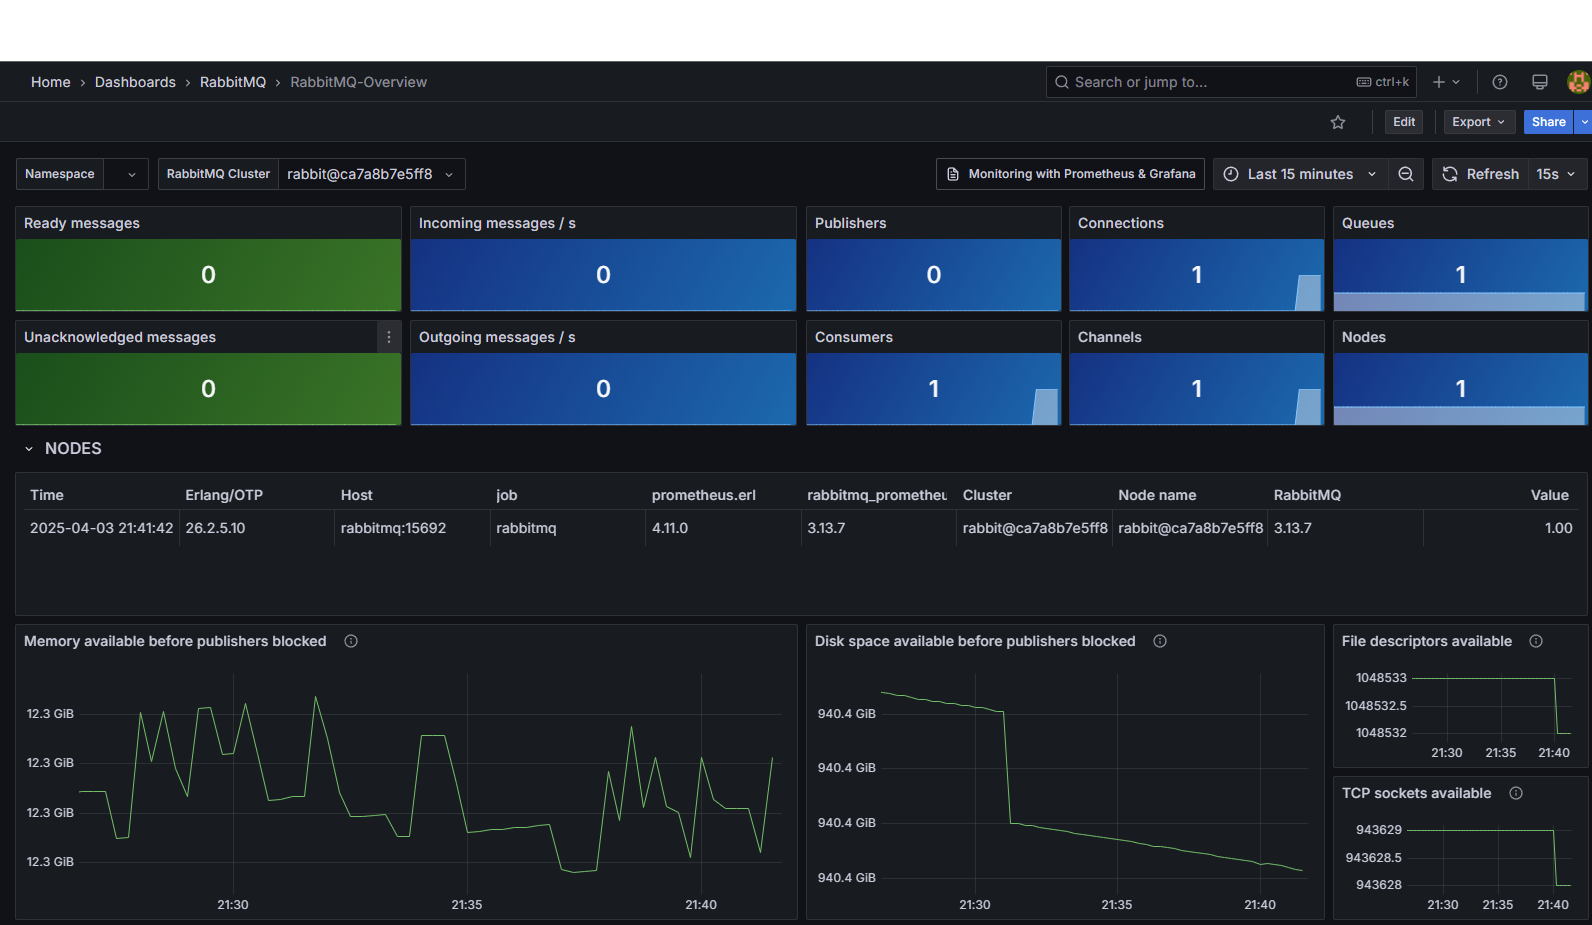 Home › Dashboards › RabbitMQ › RabbitMQ-Overview
Search or jump to...
ctrl+k
Edit
Export
Share
Namespace
RabbitMQ Cluster
rabbit@ca7a8b7e5ff8
Monitoring with Prometheus & Grafana
Last 15 minutes
Refresh
15s
Ready messages
0
Incoming messages / s
0
Publishers
0
Connections
1
Queues
1
Unacknowledged messages
0
Outgoing messages / s
0
Consumers
1
Channels
1
Nodes
1
NODES
Time Erlang/OTP Host job prometheus.erl rabbitmq_prometheu Cluster Node name RabbitMQ Value
2025-04-03 21:41:42 26.2.5.10 rabbitmq:15692 rabbitmq 4.11.0 3.13.7 rabbit@ca7a8b7e5ff8 rabbit@ca7a8b7e5ff8 3.13.7 1.00
Memory available before publishers blocked
12.3 GiB
12.3 GiB
12.3 GiB
12.3 GiB
21:30 21:35 21:40
Disk space available before publishers blocked
940.4 GiB
940.4 GiB
940.4 GiB
940.4 GiB
21:30 21:35 21:40
File descriptors available
1048533
1048532.5
1048532
21:30 21:35 21:40
TCP sockets available
943629
943628.5
943628
21:30 21:35 21:40